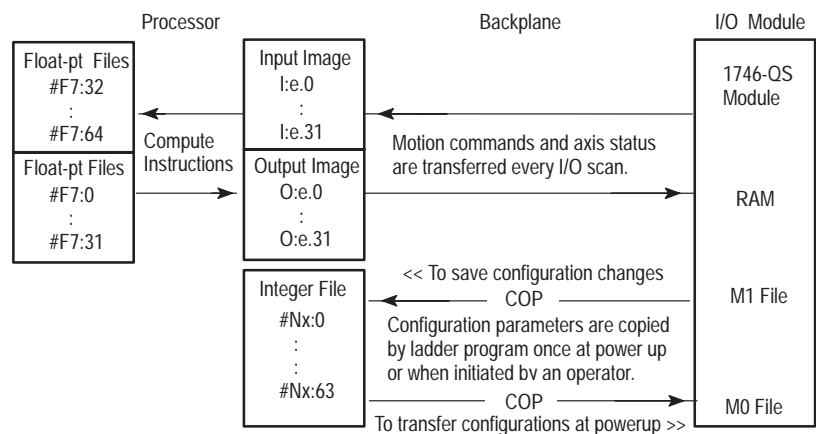 Processor
Backplane
I/O Module
Float-pt Files
#F7:32
:
#F7:64
Float-pt Files
#F7:0
:
#F7:31
Compute
Instructions
Input Image
I:e.0
:
I:e.31
Output Image
O:e.0
:
O:e.31
Motion commands and axis status
are transferred every I/O scan.
1746-QS
Module
RAM
M1 File
M0 File
Integer File
#Nx:0
:
:
#Nx:63
<< To save configuration changes
COP
Configuration parameters are copied
by ladder program once at power up
or when initiated by an operator.
COP
To transfer configurations at powerup >>